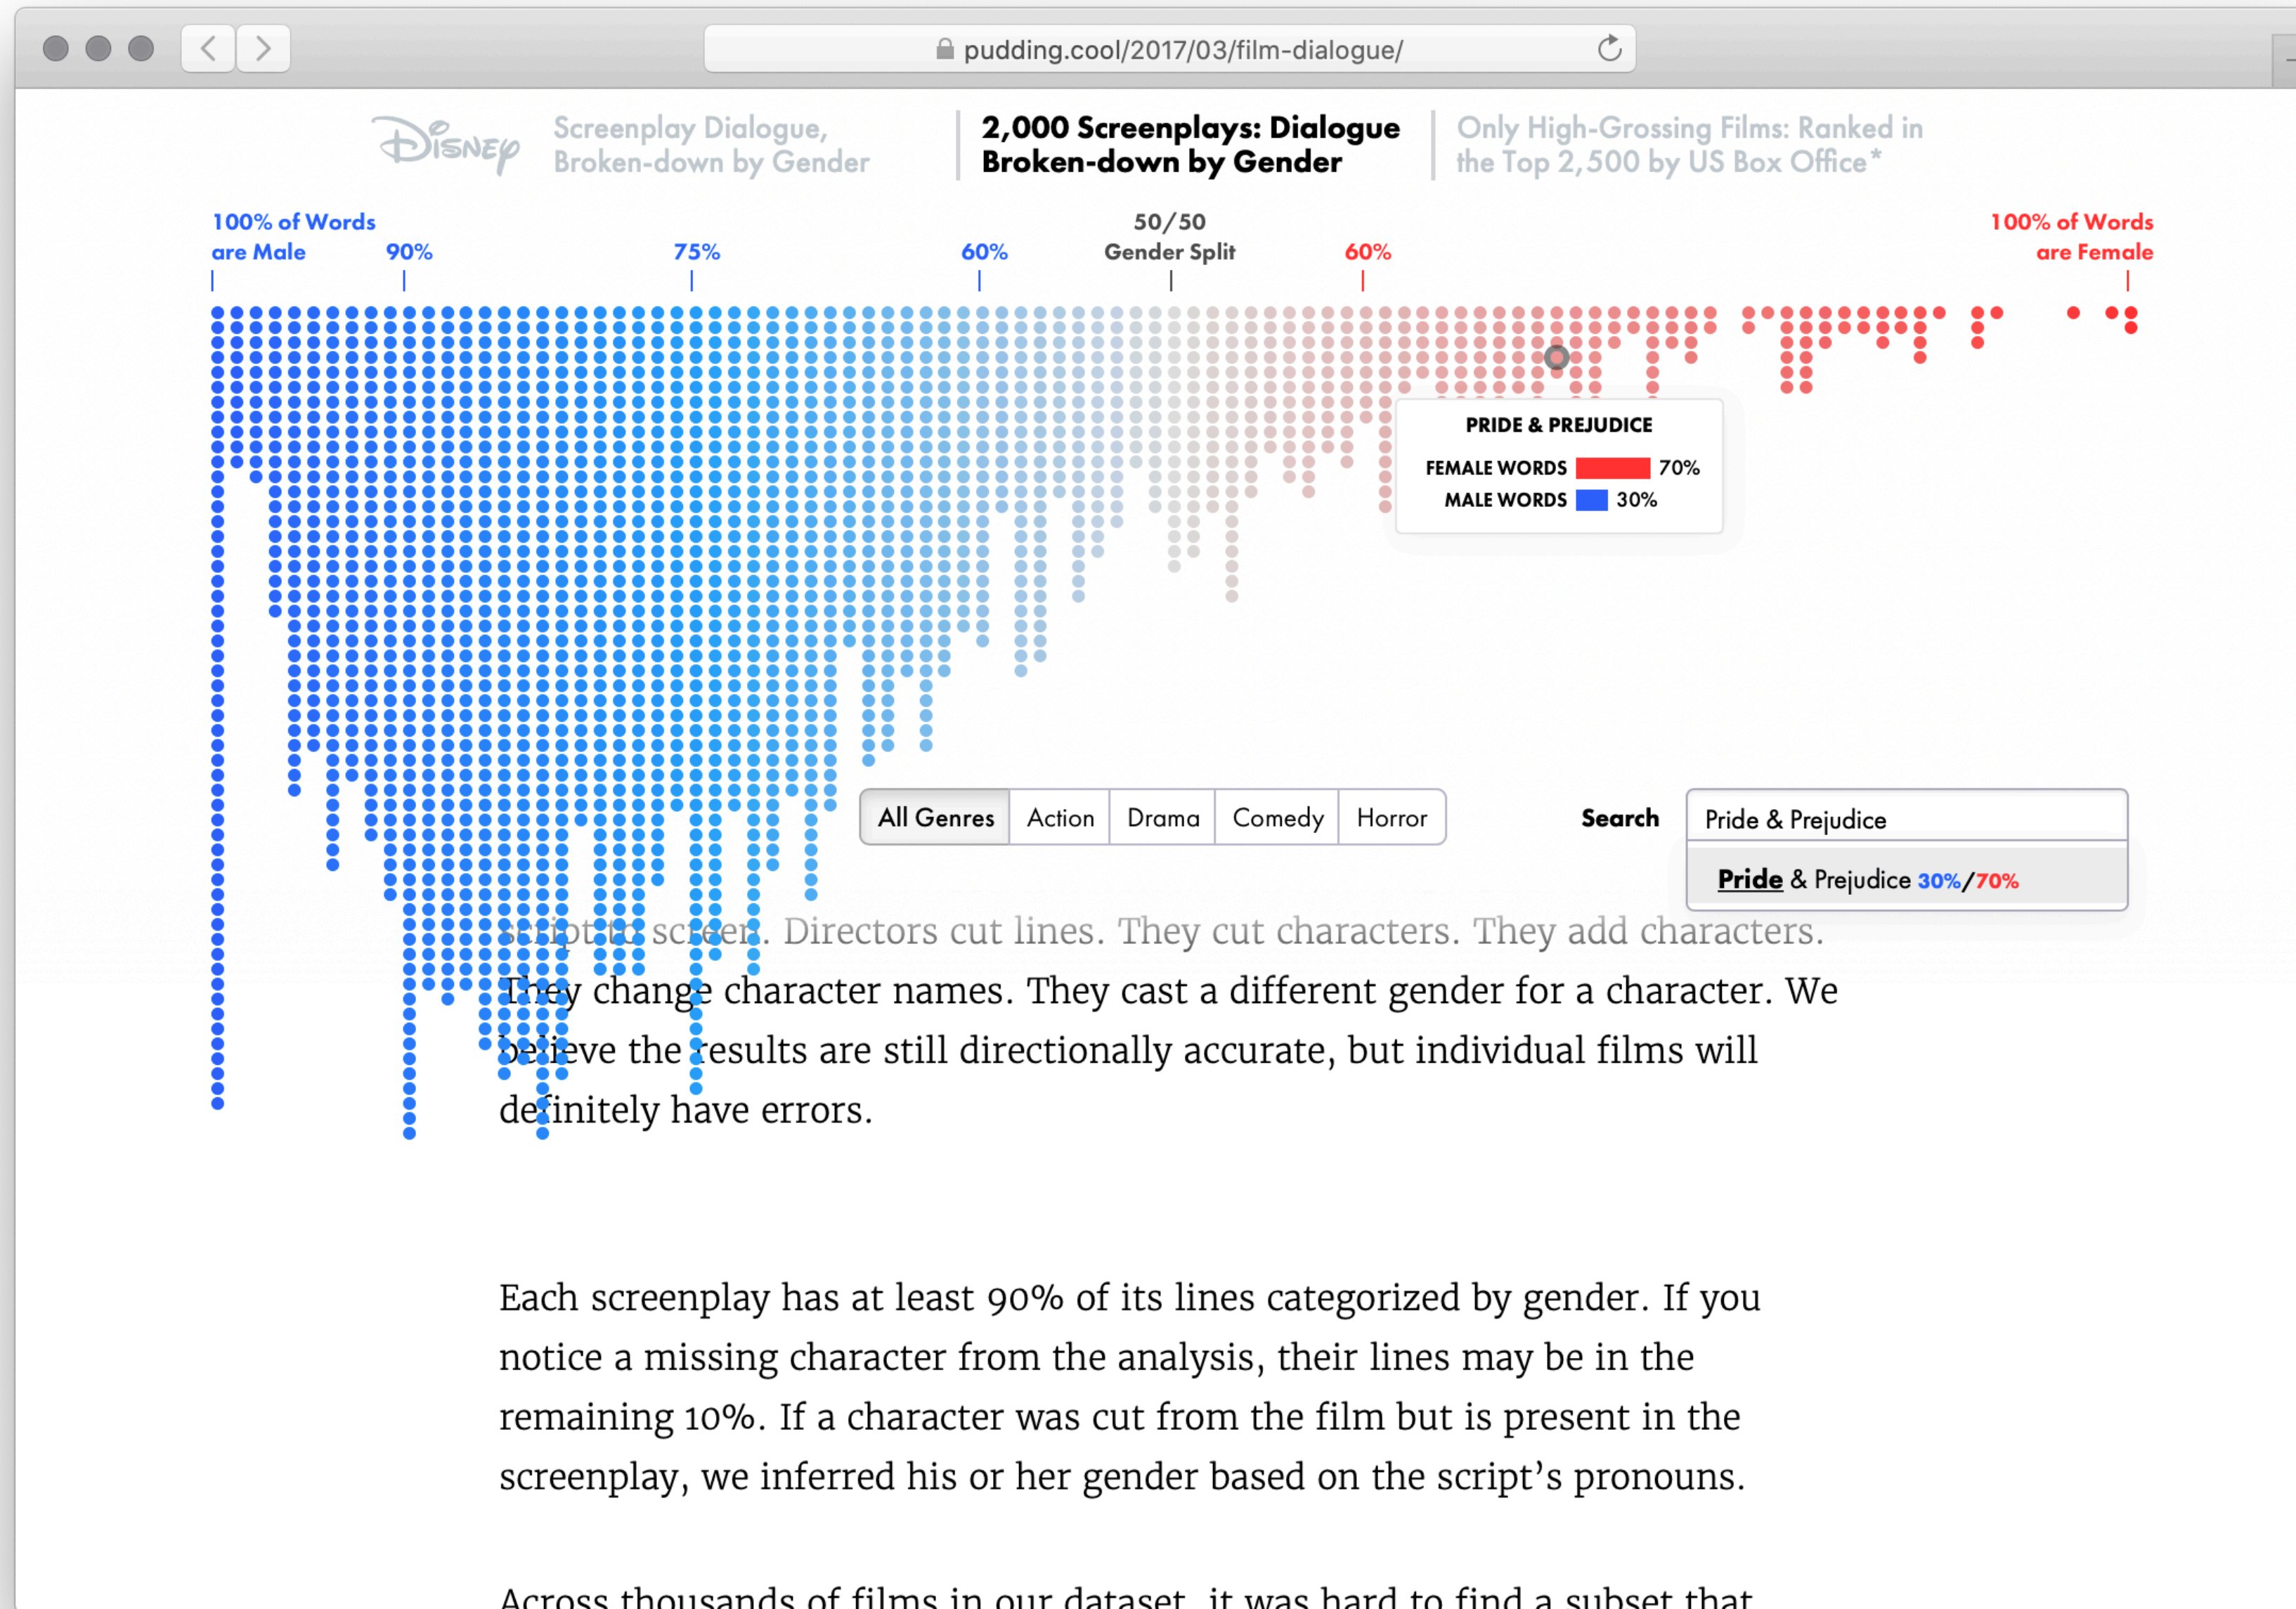 pudding.cool/2017/03/film-dialogue/
Disney
Screenplay Dialogue,
Broken-down by Gender
2,000 Screenplays: Dialogue
Broken-down by Gender
Only High-Grossing Films: Ranked in
the Top 2,500 by US Box Office*
100% of Words
are Male
90%
75%
60%
50/50
Gender Split
60%
100% of Words
are Female
PRIDE & PREJUDICE
FEMALE WORDS 70%
MALE WORDS 30%
All Genres Action Drama Comedy Horror
Search Pride & Prejudice
Pride & Prejudice 30%/70%
script to screen. Directors cut lines. They cut characters. They add characters.
They change character names. They cast a different gender for a character. We
believe the results are still directionally accurate, but individual films will
definitely have errors.
Each screenplay has at least 90% of its lines categorized by gender. If you
notice a missing character from the analysis, their lines may be in the
remaining 10%. If a character was cut from the film but is present in the
screenplay, we inferred his or her gender based on the script’s pronouns.
Across thousands of films in our dataset, it was hard to find a subset that